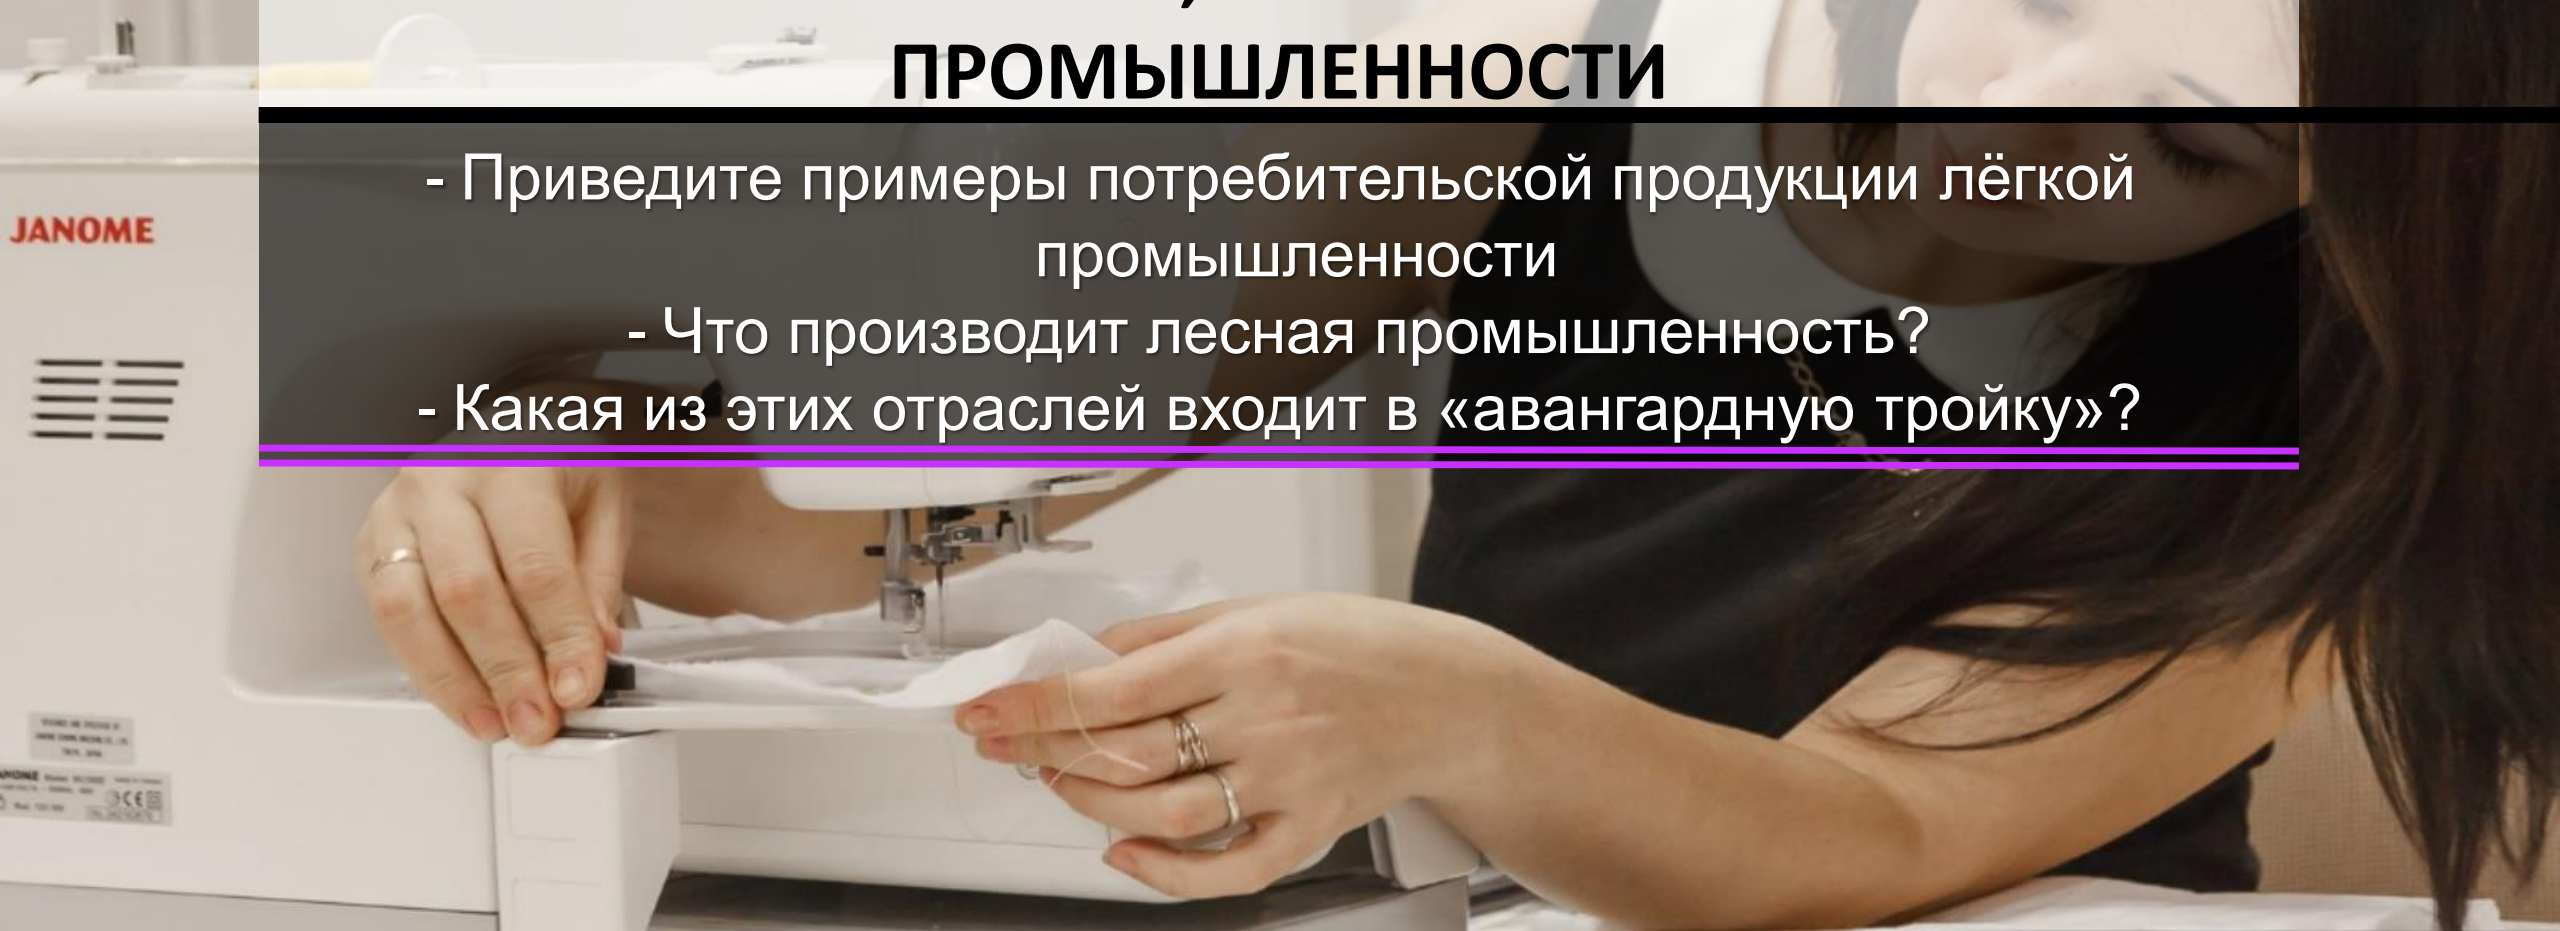 ПРОМЫШЛЕННОСТИ
- Приведите примеры потребительской продукции лёгкой
промышленности
- Что производит лесная промышленность?
- Какая из этих отраслей входит в «авангардную тройку»?
JANOME